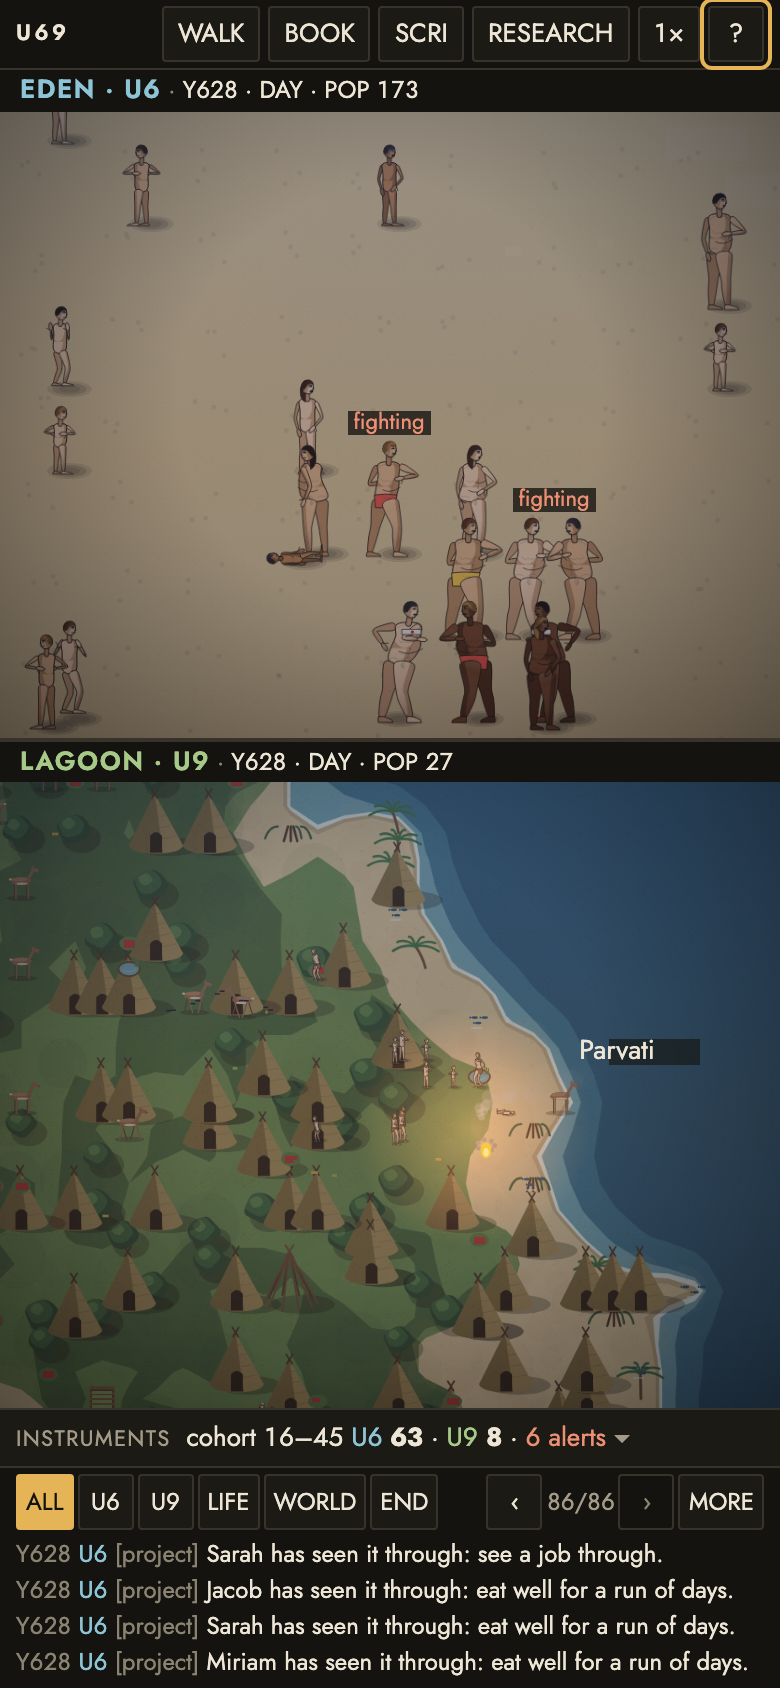 U69 WALK BOOK SCRI RESEARCH 1× ?
EDEN · U6 · Y628 · DAY · POP 173
fighting
fighting
LAGOON · U9 · Y628 · DAY · POP 27
Parvati
INSTRUMENTS cohort 16–45 U6 63 · U9 8 · 6 alerts
ALL U6 U9 LIFE WORLD END ‹ 86/86 › MORE
Y628 U6 [project] Sarah has seen it through: see a job through.
Y628 U6 [project] Jacob has seen it through: eat well for a run of days.
Y628 U6 [project] Sarah has seen it through: eat well for a run of days.
Y628 U6 [project] Miriam has seen it through: eat well for a run of days.